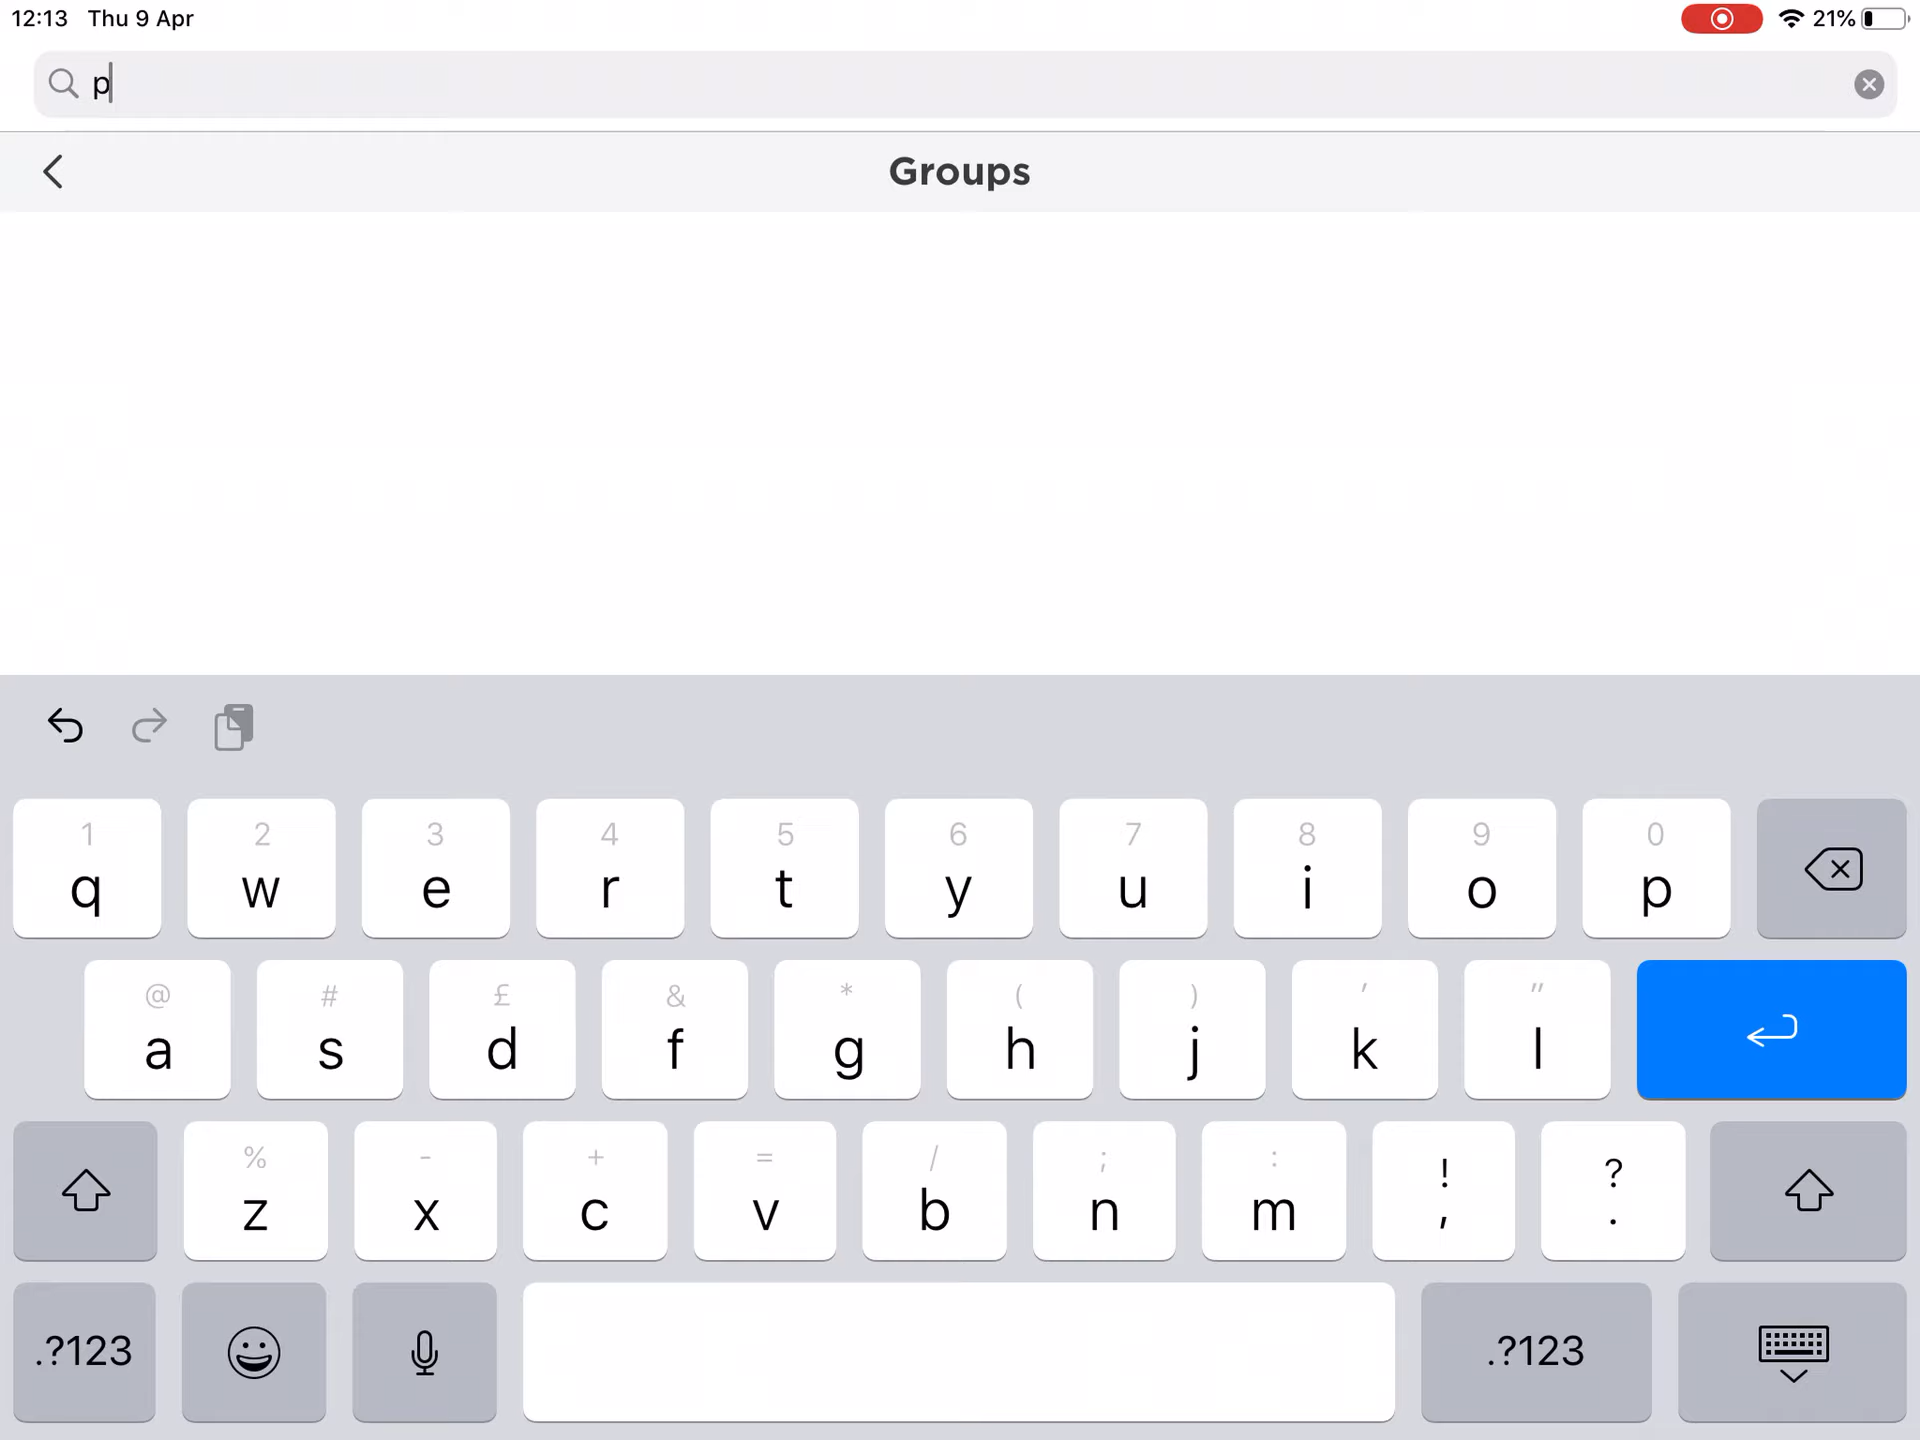 12:13 Thu 9 Apr 21%
p
Groups
1 2 3 4 5 6 7 8 9 0
q w e r t y u i o p
@ # £ & * ( ) ' "
a s d f g h j k l
% - + = / ; : ! ?
z x c v b n m , .
.?123 .?123